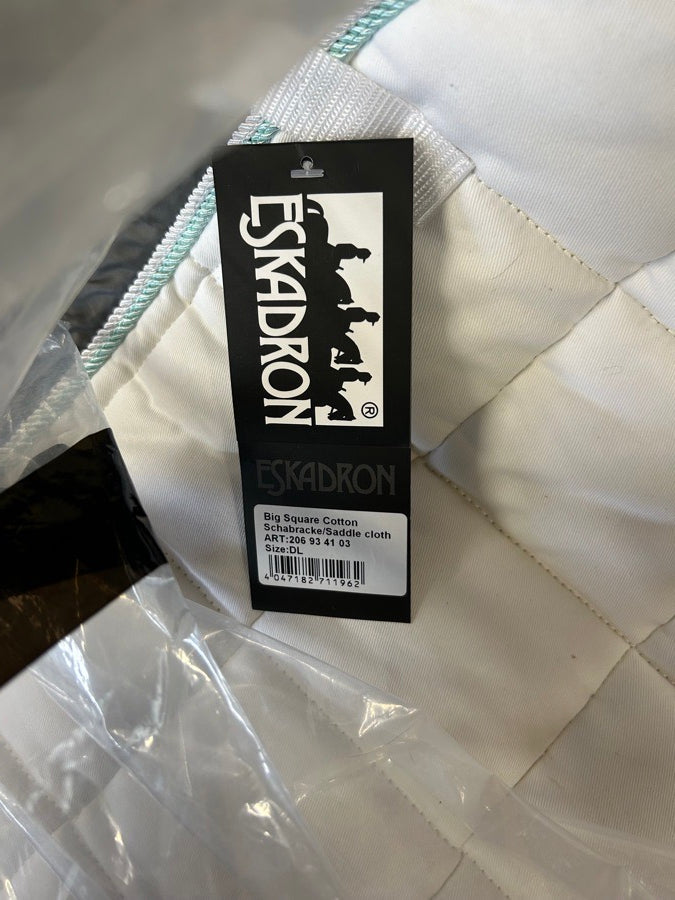 ESKADRON
®
ESKADRON
Big Square Cotton
Schabracke/Saddle cloth
ART:206 93 41 03
Size:DL
4 047182 711962